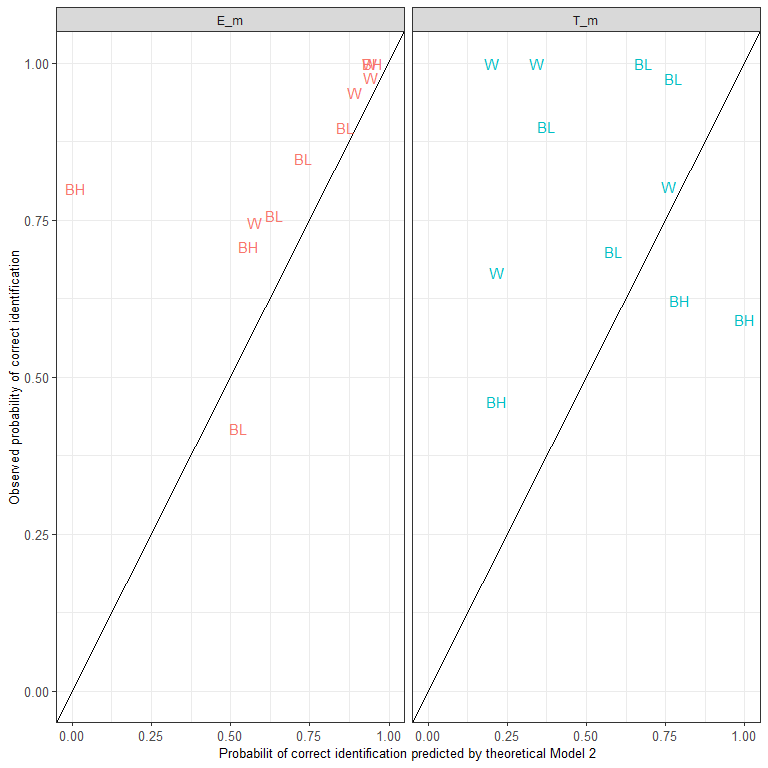 E_m T_m
1.00 W BH W W BL
W BL
W
BL BL
BL
BH W
0.75 BL
W
BH BL
W
BH
BH
0.50
BL BH
0.25
0.00
0.00 0.25 0.50 0.75 1.00 0.00 0.25 0.50 0.75 1.00
Observed probability of correct identification
Probabilit of correct identification predicted by theoretical Model 2